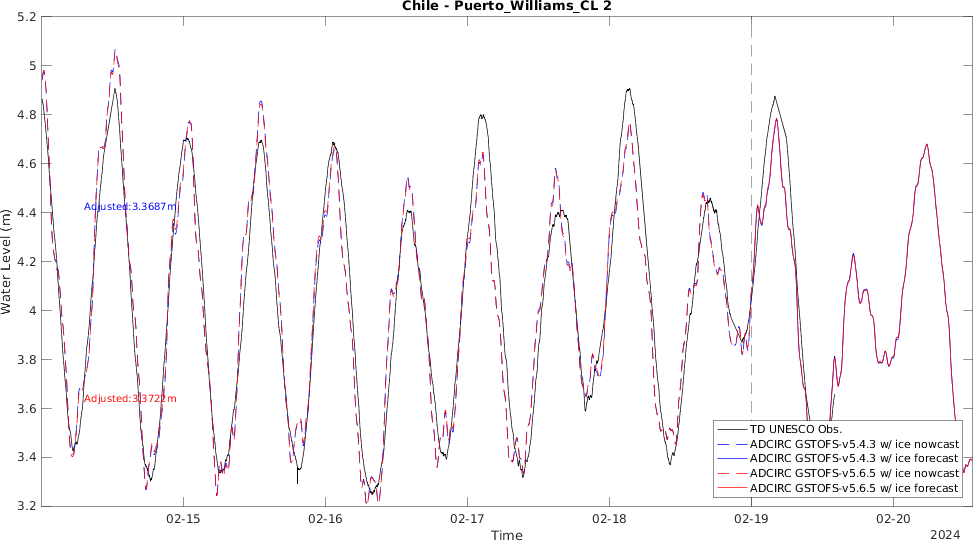 Chile - Puerto_Williams_CL 2
5.2
5
4.8
4.6
4.4
4.2
4
3.8
3.6
3.4
3.2
Water Level (m)
Adjusted:3.3687m
Adjusted:3.3722m
TD UNESCO Obs.
ADCIRC GSTOFS-v5.4.3 w/ ice nowcast
ADCIRC GSTOFS-v5.4.3 w/ ice forecast
ADCIRC GSTOFS-v5.6.5 w/ ice nowcast
ADCIRC GSTOFS-v5.6.5 w/ ice forecast
02-15
02-16
02-17
02-18
02-19
02-20
Time
2024